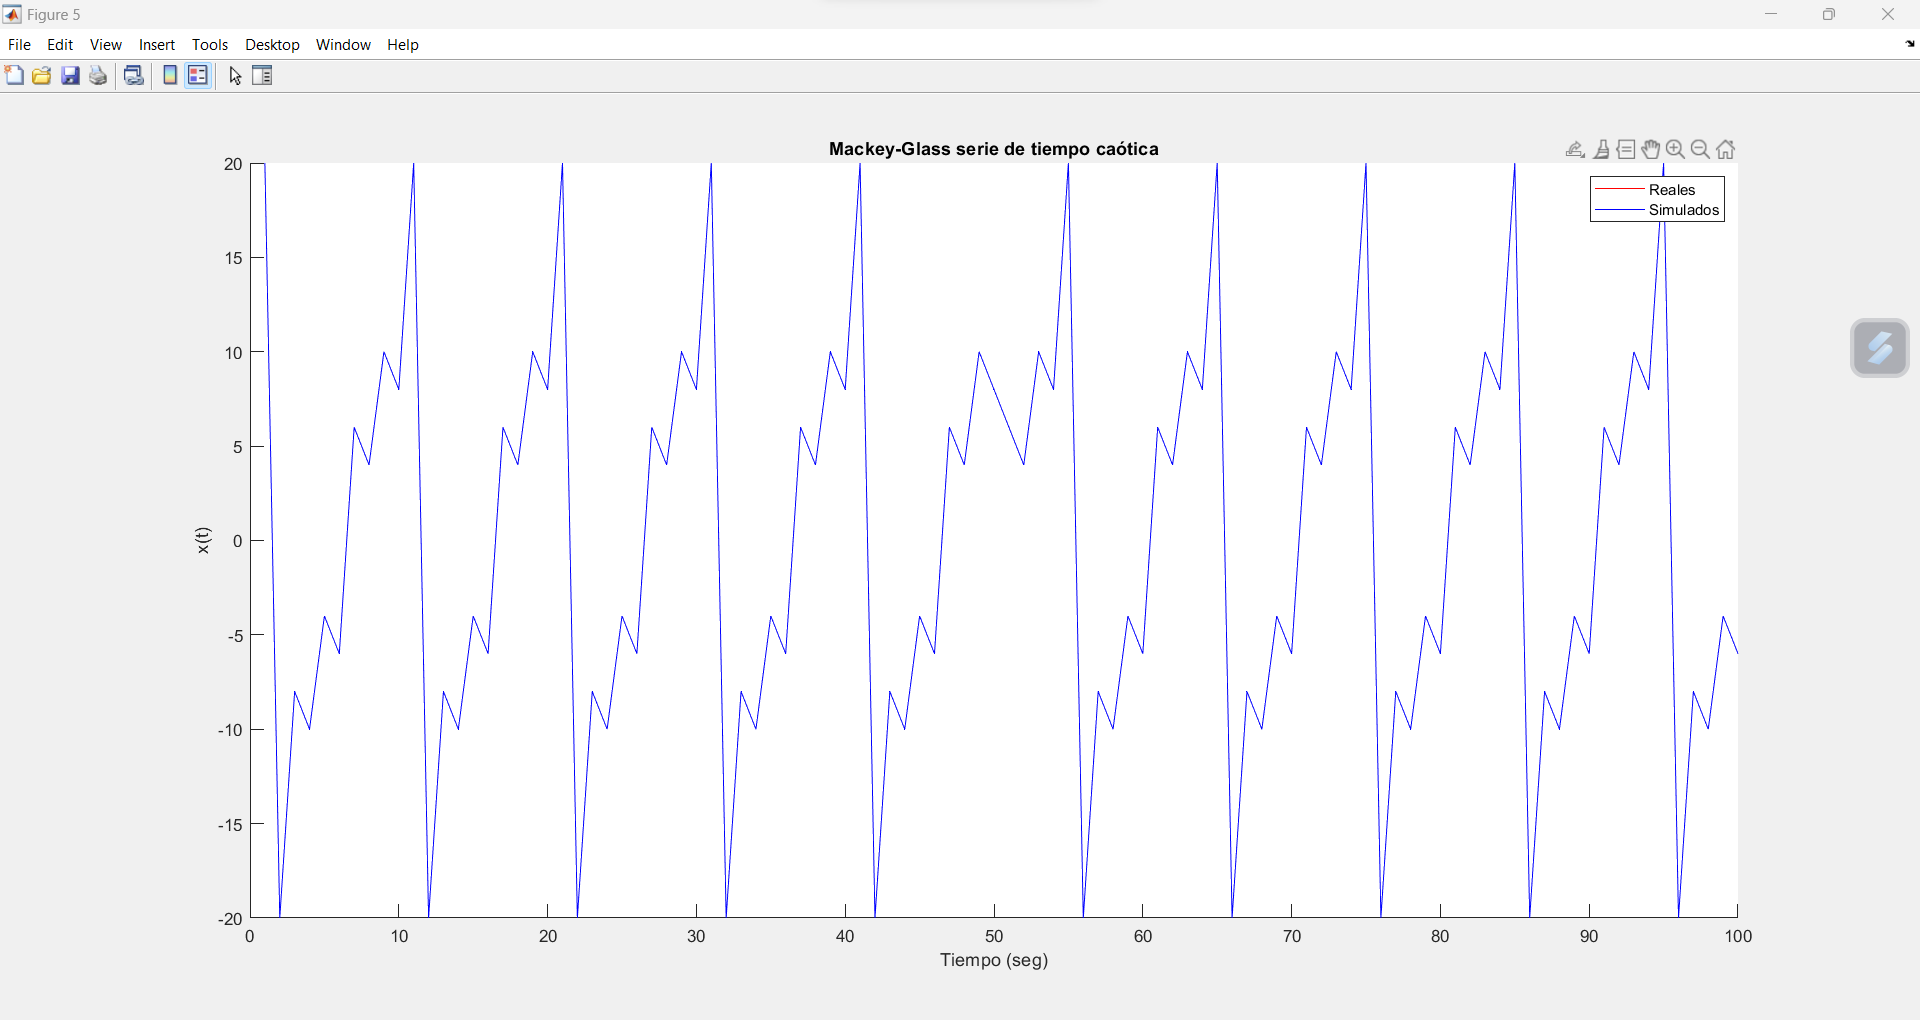 Figure 5
File Edit View Insert Tools Desktop Window Help
Mackey-Glass serie de tiempo caótica
Reales
Simulados
20
15
10
5
0
-5
-10
-15
-20
x(t)
0 10 20 30 40 50 60 70 80 90 100
Tiempo (seg)